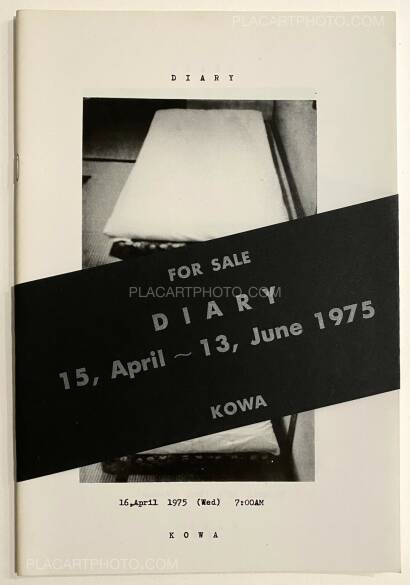 PLACARTPHOTO.COM
D I A R Y
FOR SALE
PLACARTPHOTO.COM
D I A R Y
15, April ~ 13, June 1975
KOWA
16,April 1975 (Wed) 7:00AM
K O W A
PLACARTPHOTO.COM